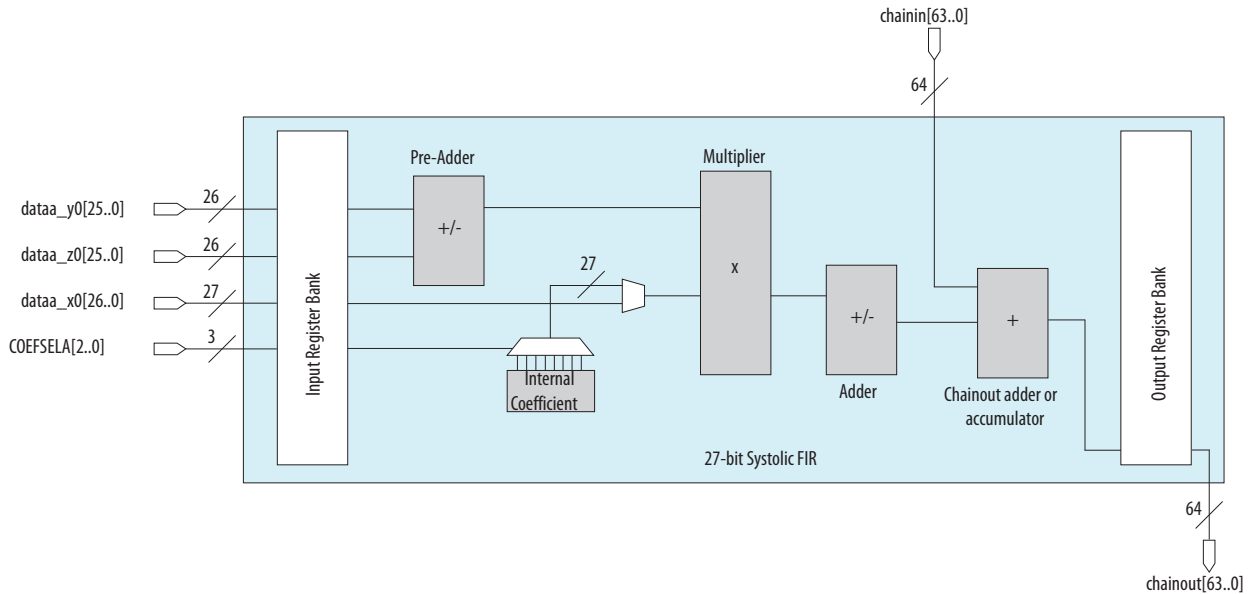 chainin[63..0]
64
Pre-Adder
Multiplier
26
dataa_y0[25..0]
+/-
26
dataa_z0[25..0]
27
x
27
dataa_x0[26..0]
+/-
+
3
COEFSELA[2..0]
Input Register Bank
Internal
Coefficient
Adder
Chainout adder or
accumulator
Output Register Bank
27-bit Systolic FIR
64
chainout[63..0]